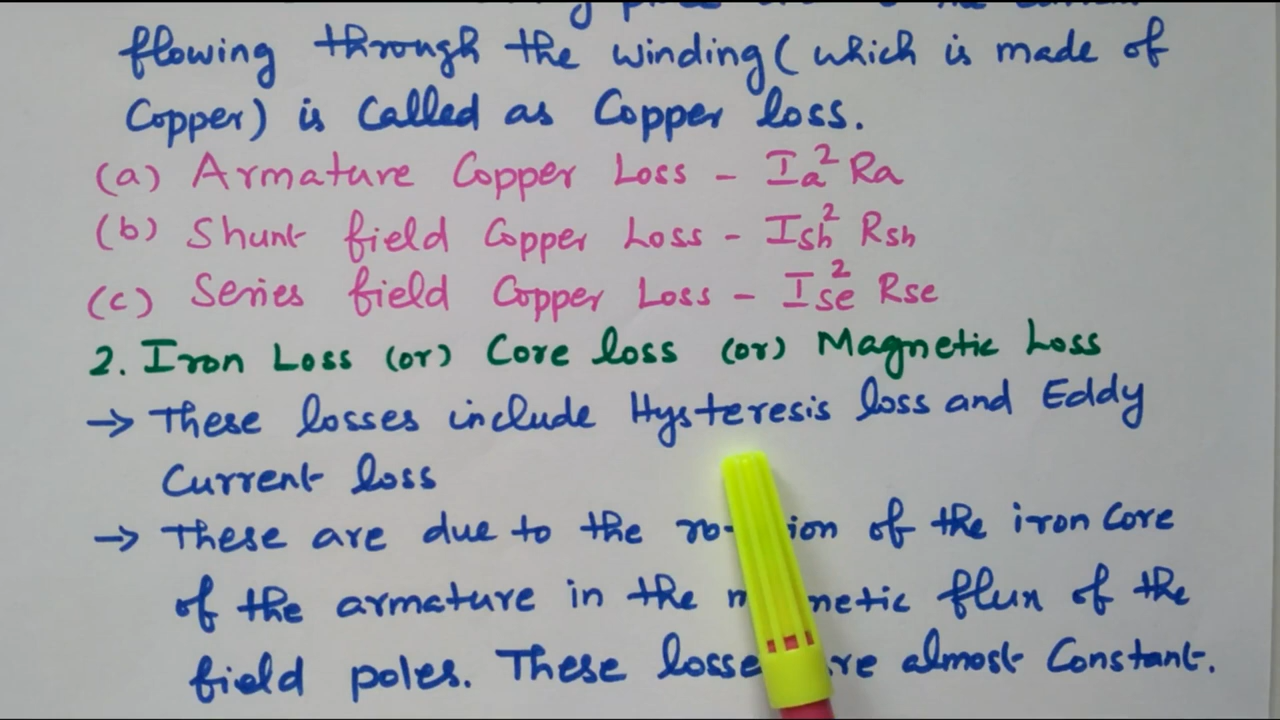 flowing through the winding ( which is made of
Copper) is Called as Copper loss.
(a) Armature Copper Loss - Ia² Ra
(b) Shunt field Copper Loss - Ish² Rsh
(c) Series field Copper Loss - Ise² Rse
2. Iron Loss (or) Core loss (or) Magnetic Loss
→ These losses include Hysteresis loss and Eddy
Current loss
→ These are due to the of the iron Core
of the armature in the flux of the
field poles. These almost Constant.